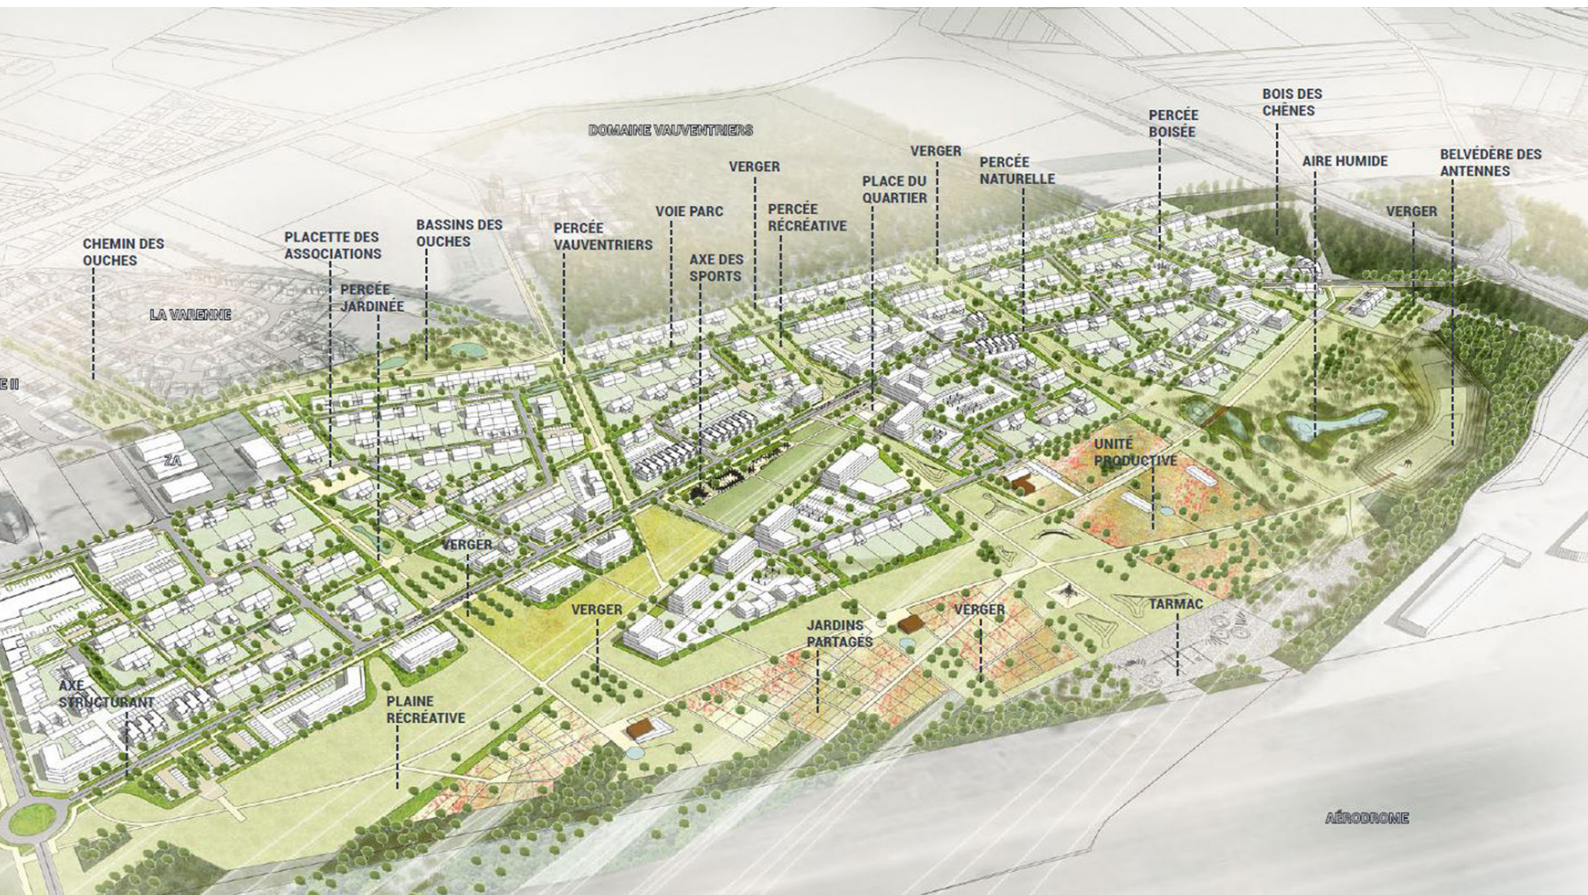 BOIS DES
CHÊNES
PERCÉE
BOISÉE
DOMAINE VAUVENTRIERS
VERGER
AIRE HUMIDE
BELVÉDÈRE DES
ANTENNES
VERGER
PERCÉE
NATURELLE
PLACE DU
QUARTIER
VERGER
VOIE PARC
PERCÉE
RÉCRÉATIVE
BASSINS DES
OUCHES
PERCÉE
VAUVENTRIERS
PLACETTE DES
ASSOCIATIONS
CHEMIN DES
OUCHES
AXE DES
SPORTS
PERCÉE
JARDINÉE
LA VARENNE
E II
ZA
UNITÉ
PRODUCTIVE
VERGER
VERGER
VERGER
TARMAC
JARDINS
PARTAGÉS
AXE
STRUCTURANT
PLAINE
RÉCRÉATIVE
AÉRODROME